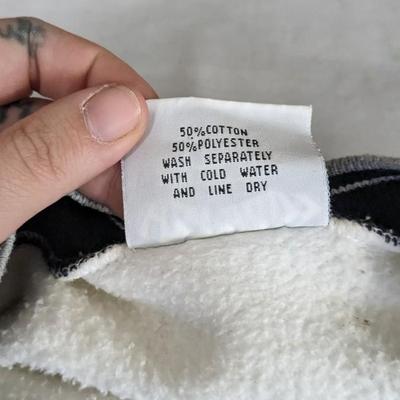 50%COTTON
50%POLYESTER
WASH SEPARATELY
WITH COLD WATER
AND LINE DRY